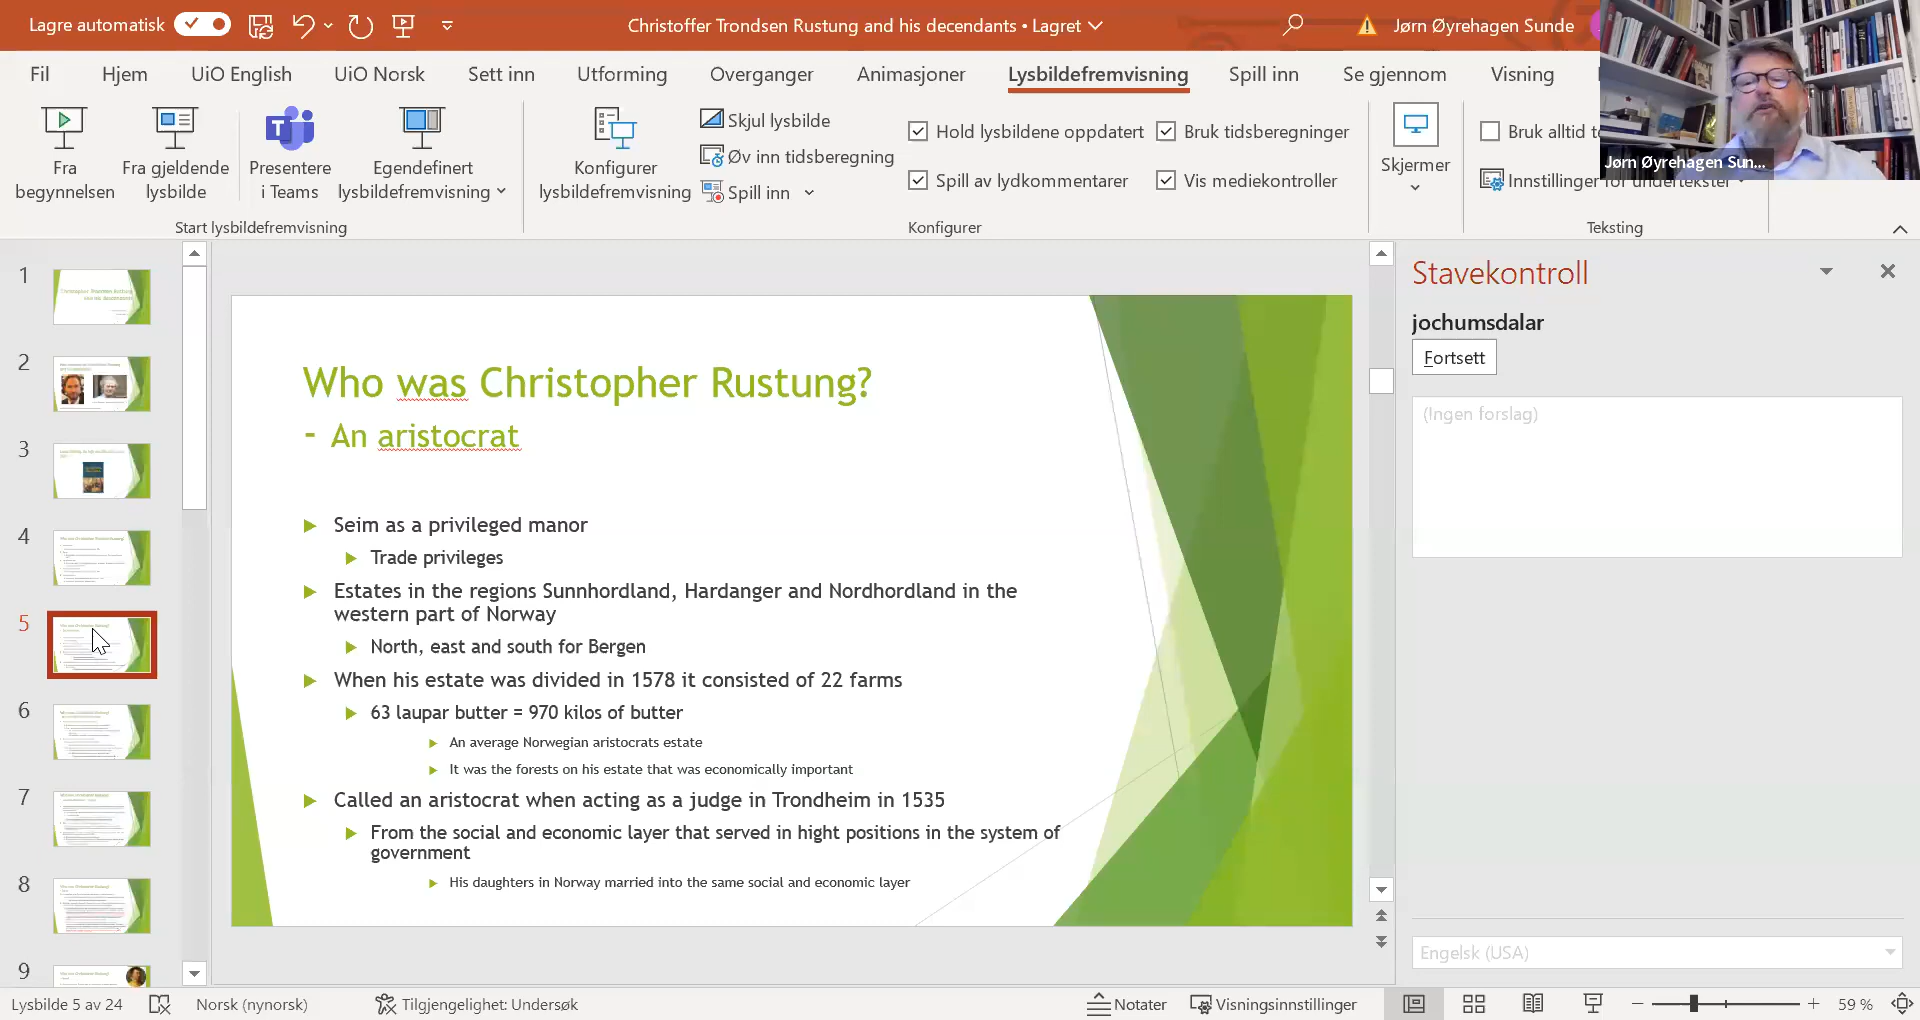 Lagre automatisk
Christoffer Trondsen Rustung and his decendants • Lagret
Jørn Øyrehagen Sunde
Fil Hjem UiO English UiO Norsk Sett inn Utforming Overganger Animasjoner Lysbildefremvisning Spill inn Se gjennom Visning
Fra begynnelsen
Fra gjeldende lysbilde
Presentere i Teams
Egendefinert lysbildefremvisning
Start lysbildefremvisning
Konfigurer lysbildefremvisning
Skjul lysbilde
Øv inn tidsberegning
Spill inn
Hold lysbildene oppdatert
Spill av lydkommentarer
Bruk tidsberegninger
Vis mediekontroller
Konfigurer
Skjermer
Bruk alltid
Innstillinger for undertekster
Teksting
Jørn Øyrehagen Sun...
1
2
3
4
5
6
7
8
9
Who was Christopher Rustung?
- An aristocrat
Seim as a privileged manor
Trade privileges
Estates in the regions Sunnhordland, Hardanger and Nordhordland in the
western part of Norway
North, east and south for Bergen
When his estate was divided in 1578 it consisted of 22 farms
63 laupar butter = 970 kilos of butter
An average Norwegian aristocrats estate
It was the forests on his estate that was economically important
Called an aristocrat when acting as a judge in Trondheim in 1535
From the social and economic layer that served in hight positions in the system of
government
His daughters in Norway married into the same social and economic layer
Stavekontroll
jochumsdalar
Fortsett
(Ingen forslag)
Engelsk (USA)
Lysbilde 5 av 24
Norsk (nynorsk)
Tilgjengelighet: Undersøk
Notater
Visningsinnstillinger
59 %